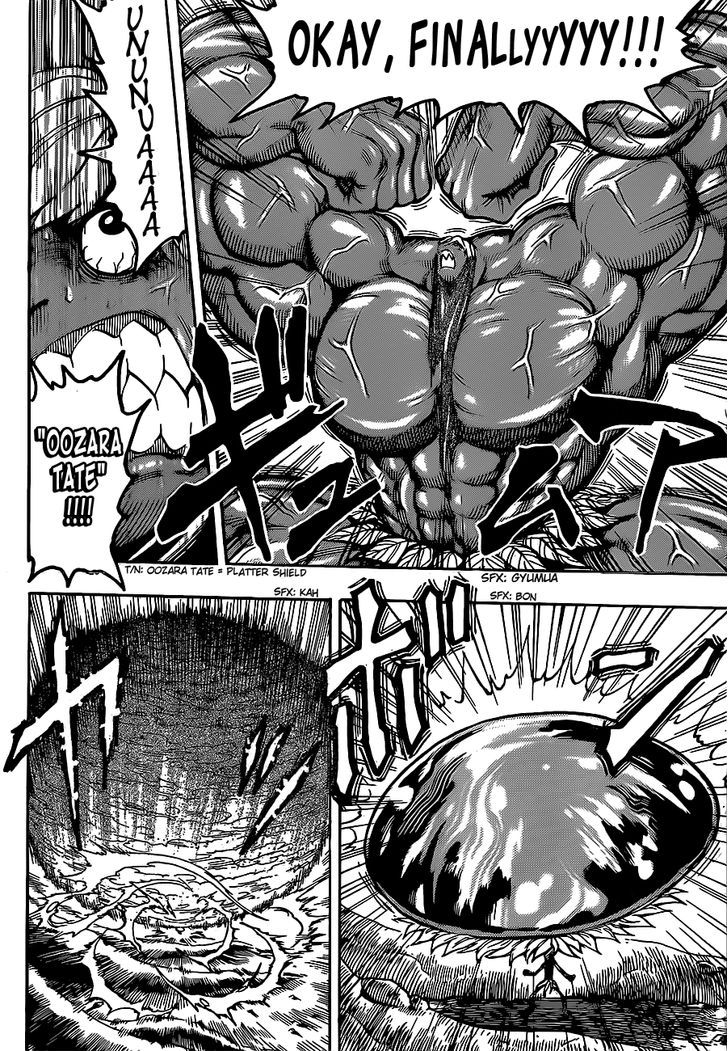 OKAY, FINALLYYYYY!!!
UNUNUAAAA
"OOZARA
TATE"
!!!!
ギュムア
T/N: OOZARA TATE = PLATTER SHIELD
SFX: GYUMUA
SFX: KAH
SFX: BON
カッ
ボン